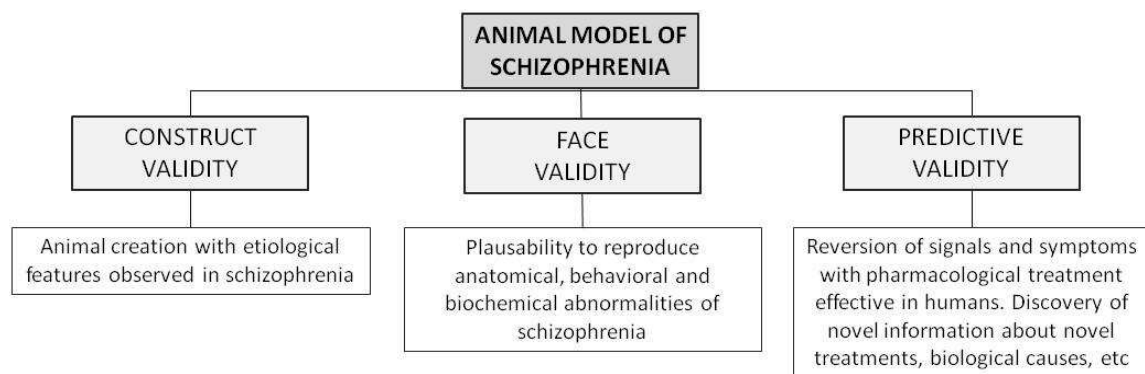 ANIMAL MODEL OF
SCHIZOPHRENIA
CONSTRUCT
VALIDITY
FACE
VALIDITY
PREDICTIVE
VALIDITY
Animal creation with etiological
features observed in schizophrenia
Plausability to reproduce
anatomical, behavioral and
biochemical abnormalities of
schizophrenia
Reversion of signals and symptoms
with pharmacological treatment
effective in humans. Discovery of
novel information about novel
treatments, biological causes, etc